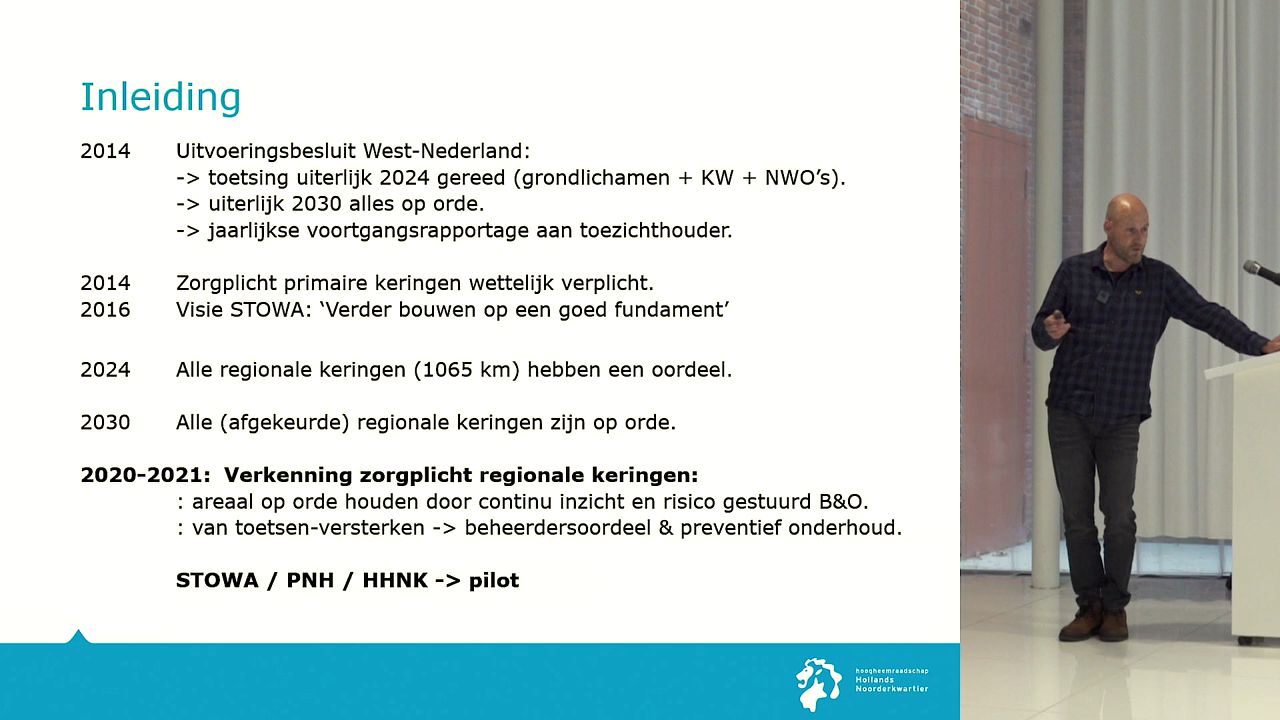 Inleiding
2014 Uitvoeringsbesluit West-Nederland:
-> toetsing uiterlijk 2024 gereed (grondlichamen + KW + NWO’s).
-> uiterlijk 2030 alles op orde.
-> jaarlijkse voortgangsrapportage aan toezichthouder.
2014 Zorgplicht primaire keringen wettelijk verplicht.
2016 Visie STOWA: ‘Verder bouwen op een goed fundament’
2024 Alle regionale keringen (1065 km) hebben een oordeel.
2030 Alle (afgekeurde) regionale keringen zijn op orde.
2020-2021: Verkenning zorgplicht regionale keringen:
: areaal op orde houden door continu inzicht en risico gestuurd B&O.
: van toetsen-versterken -> beheerdersoordeel & preventief onderhoud.
STOWA / PNH / HHNK -> pilot
hoogheemraadschap
Hollands
Noorderkwartier